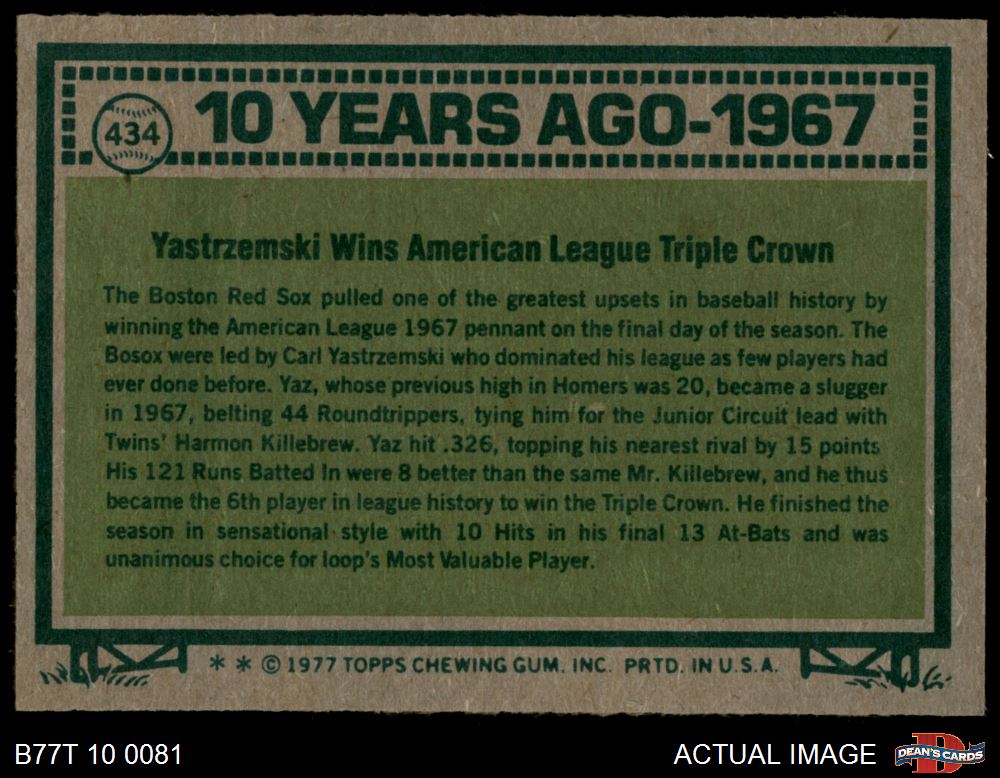 434
10 YEARS AGO-1967
Yastrzemski Wins American League Triple Crown
The Boston Red Sox pulled one of the greatest upsets in baseball history by
winning the American League 1967 pennant on the final day of the season. The
Bosox were led by Carl Yastrzemski who dominated his league as few players had
ever done before. Yaz, whose previous high in Homers was 20, became a slugger
in 1967, belting 44 Roundtrippers, tying him for the Junior Circuit lead with
Twins' Harmon Killebrew. Yaz hit .326, topping his nearest rival by 15 points.
His 121 Runs Batted In were 8 better than the same Mr. Killebrew, and he thus
became the 6th player in league history to win the Triple Crown. He finished the
season in sensational style with 10 Hits in his final 13 At-Bats and was
unanimous choice for loop's Most Valuable Player.
* * © 1977 TOPPS CHEWING GUM. INC. PRTD. IN U.S.A.
B77T 10 0081
ACTUAL IMAGE
DEAN'S CARDS